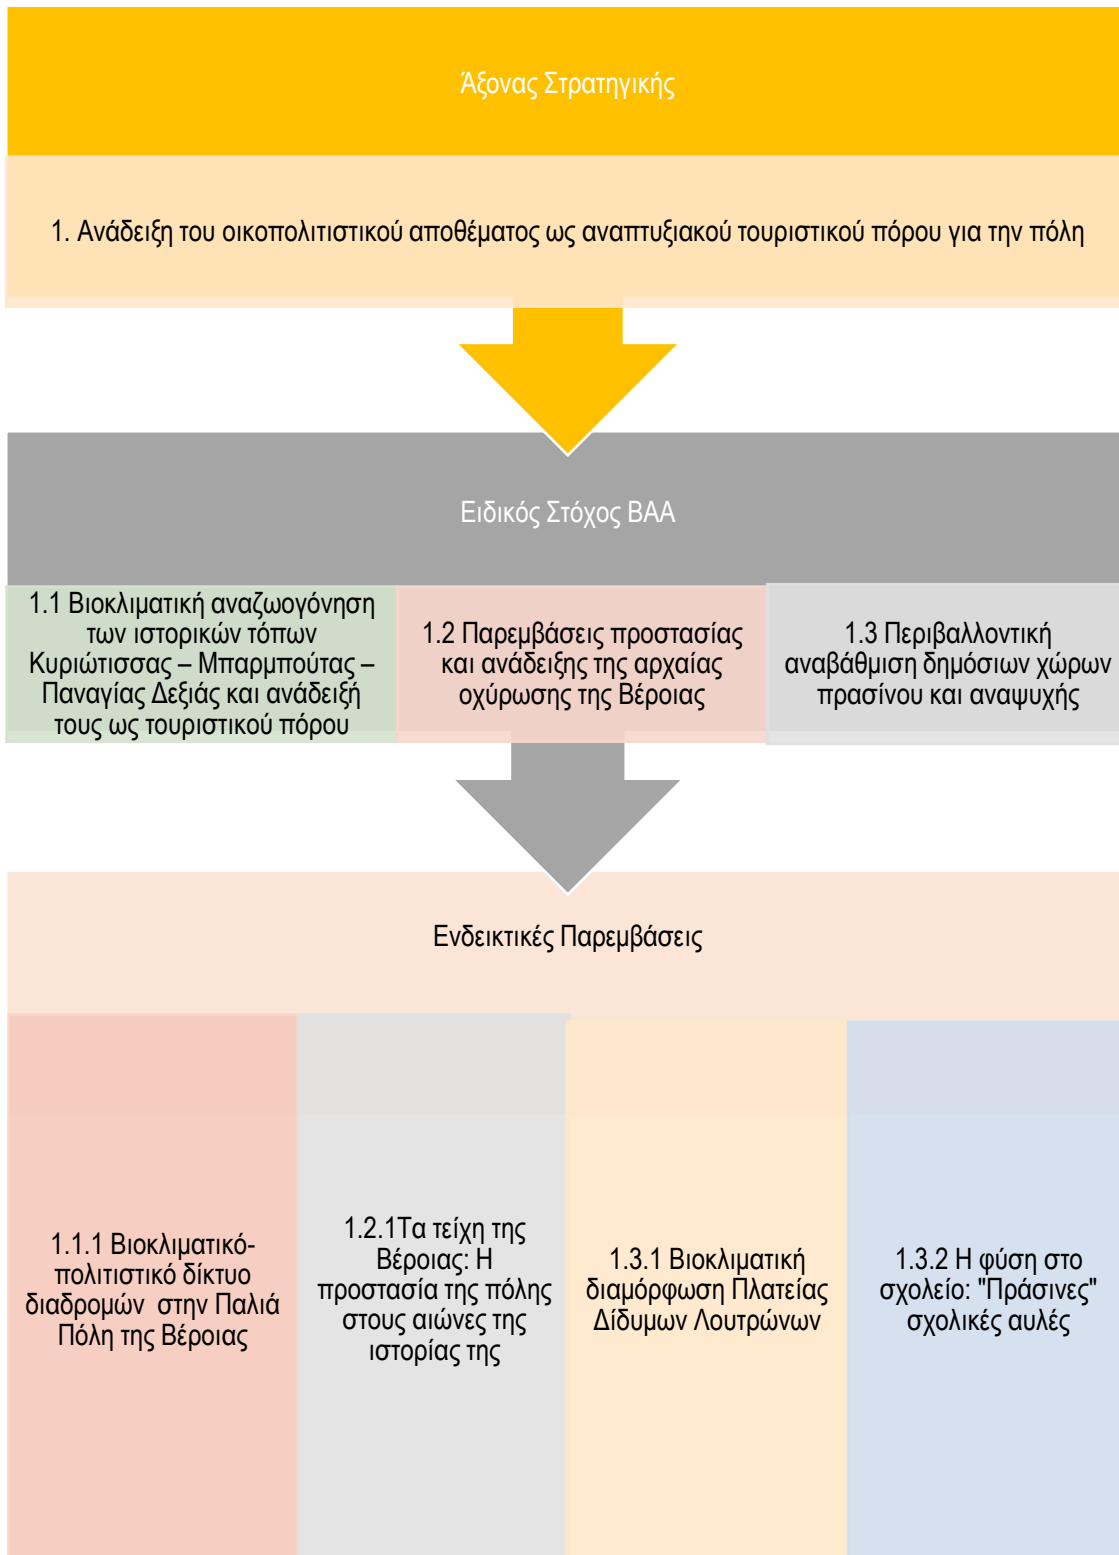 Άξονας Στρατηγικής
1. Ανάδειξη του οικοπολιτιστικού αποθέματος ως αναπτυξιακού τουριστικού πόρου για την πόλη
Ειδικός Στόχος ΒΑΑ
1.1 Βιοκλιματική αναζωογόνηση
των ιστορικών τόπων
Κυριώτισσας – Μπαρμπούτας –
Παναγίας Δεξιάς και ανάδειξή
τους ως τουριστικού πόρου
1.2 Παρεμβάσεις προστασίας
και ανάδειξης της αρχαίας
οχύρωσης της Βέροιας
1.3 Περιβαλλοντική
αναβάθμιση δημόσιων χώρων
πρασίνου και αναψυχής
Ενδεικτικές Παρεμβάσεις
1.1.1 Βιοκλιματικό-
πολιτιστικό δίκτυο
διαδρομών στην Παλιά
Πόλη της Βέροιας
1.2.1Τα τείχη της
Βέροιας: Η
προστασία της πόλης
στους αιώνες της
ιστορίας της
1.3.1 Βιοκλιματική
διαμόρφωση Πλατείας
Δίδυμων Λουτρώνων
1.3.2 Η φύση στο
σχολείο: "Πράσινες"
σχολικές αυλές